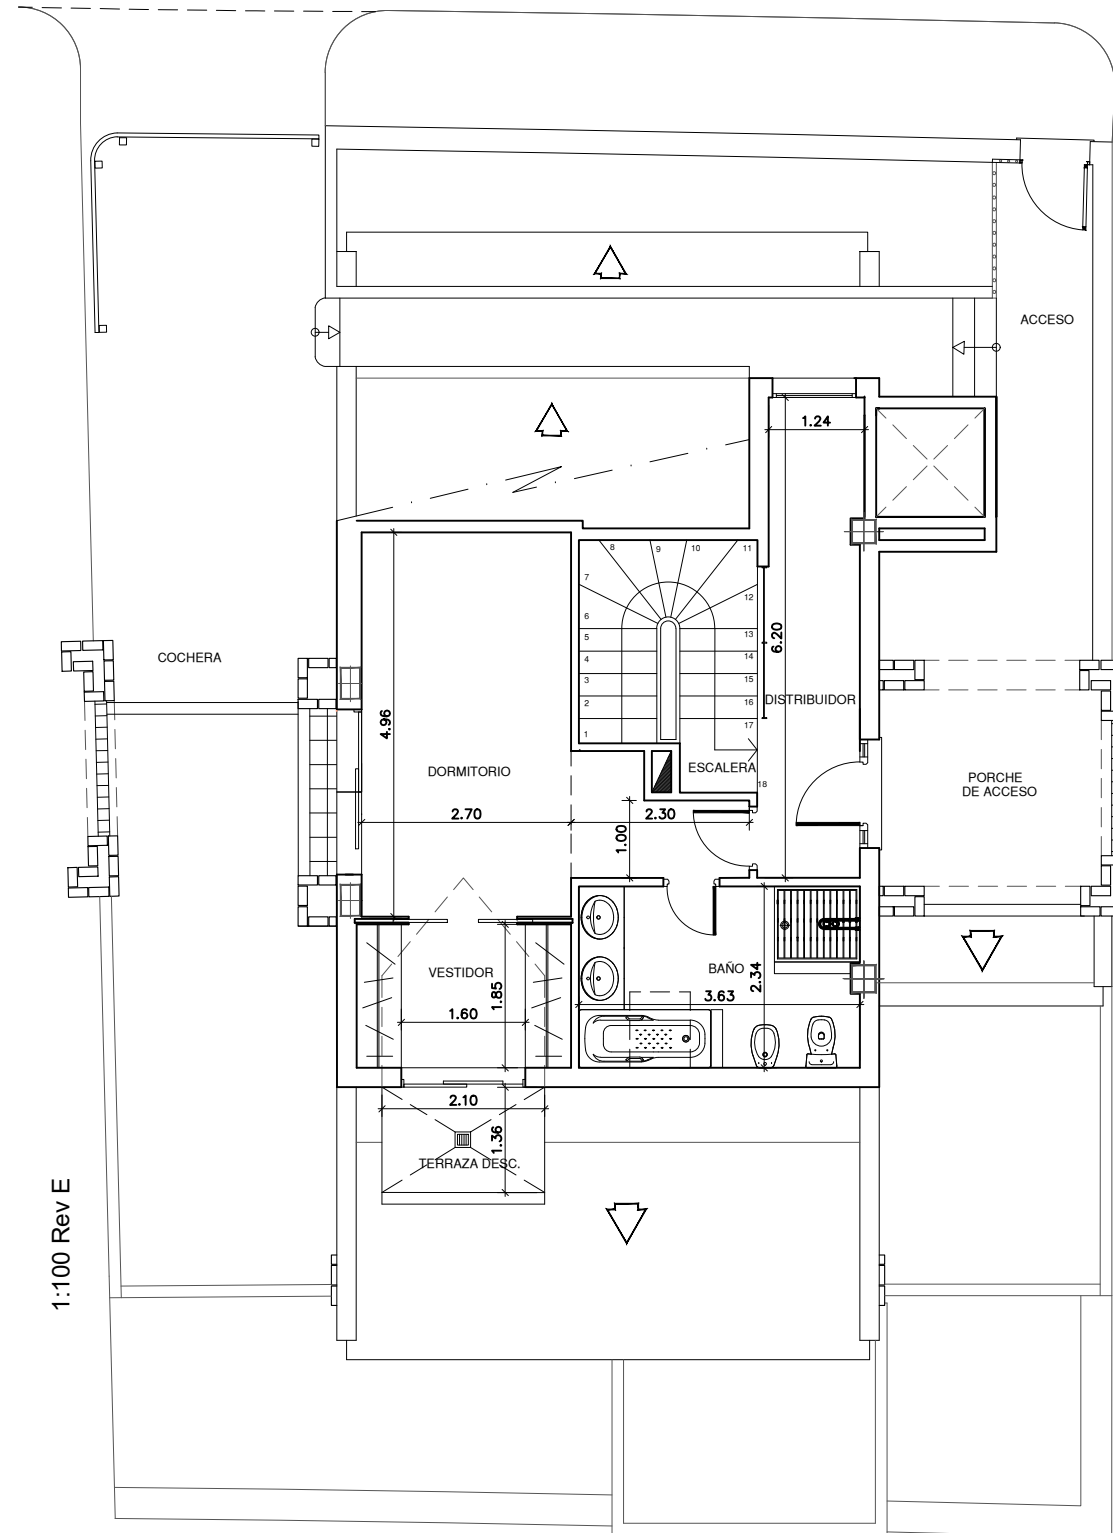 ACCESO
1.24
8
9
10
11
7
12
6
5
13
6.20
4
14
COCHERA
3
15
2
16
DISTRIBUIDOR
4.96
17
1
DORMITORIO
ESCALERA
18
PORCHE
DE ACCESO
2.70
2.30
1.00
VESTIDOR
BAÑO
2.34
1.85
3.63
1.60
2.10
1.36
TERRAZA DESC.
1:100 Rev E